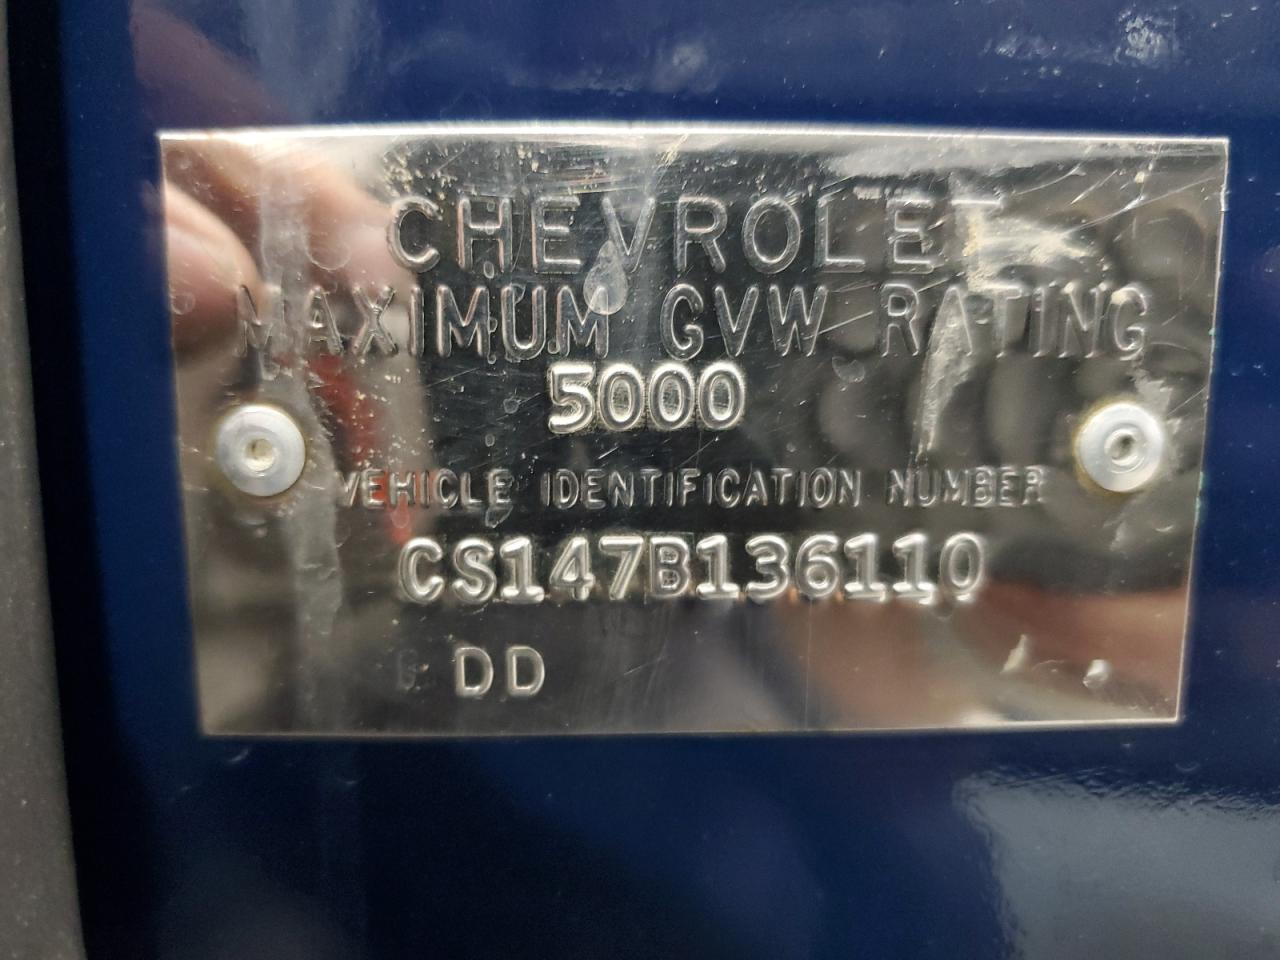 CHEVROLET
MAXIMUM GVW RATING
5000
VEHICLE IDENTIFICATION NUMBER
CS147B136110
DD